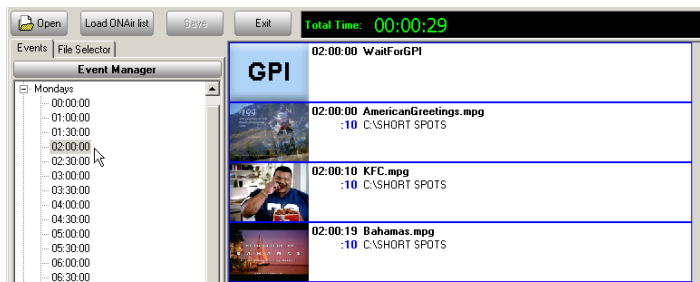 Open
Load ONAir list
Save
Exit
Total Time: 00:00:29
Events
File Selector
Event Manager
Mondays
00:00:00
01:00:00
01:30:00
02:00:00
02:30:00
03:00:00
03:30:00
04:00:00
04:30:00
05:00:00
05:30:00
06:00:00
06:30:00
GPI
02:00:00 WaitForGPI
02:00:00 AmericanGreetings.mpg
:10 C:\SHORT SPOTS
02:00:10 KFC.mpg
:10 C:\SHORT SPOTS
02:00:19 Bahamas.mpg
:10 C:\SHORT SPOTS
BAHAMAS